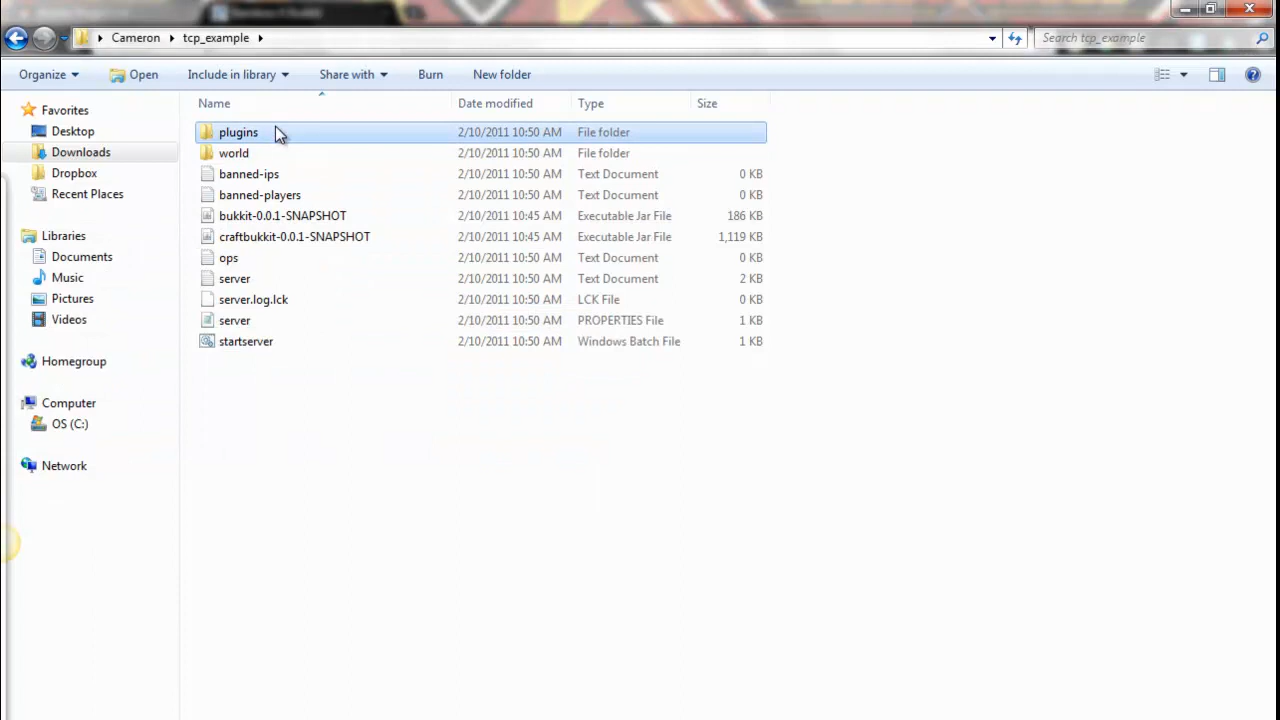 Cameron tcp_example Search tcp_example
Organize Open Include in library Share with Burn New folder
Name Date modified Type Size
Favorites
Desktop
Downloads
Dropbox
Recent Places
Libraries
Documents
Music
Pictures
Videos
Homegroup
Computer
OS (C:)
Network
plugins 2/10/2011 10:50 AM File folder
world 2/10/2011 10:50 AM File folder
banned-ips 2/10/2011 10:50 AM Text Document 0 KB
banned-players 2/10/2011 10:50 AM Text Document 0 KB
bukkit-0.0.1-SNAPSHOT 2/10/2011 10:45 AM Executable Jar File 186 KB
craftbukkit-0.0.1-SNAPSHOT 2/10/2011 10:45 AM Executable Jar File 1,119 KB
ops 2/10/2011 10:50 AM Text Document 0 KB
server 2/10/2011 10:50 AM Text Document 2 KB
server.log.lck 2/10/2011 10:50 AM LCK File 0 KB
server 2/10/2011 10:50 AM PROPERTIES File 1 KB
startserver 2/10/2011 10:50 AM Windows Batch File 1 KB